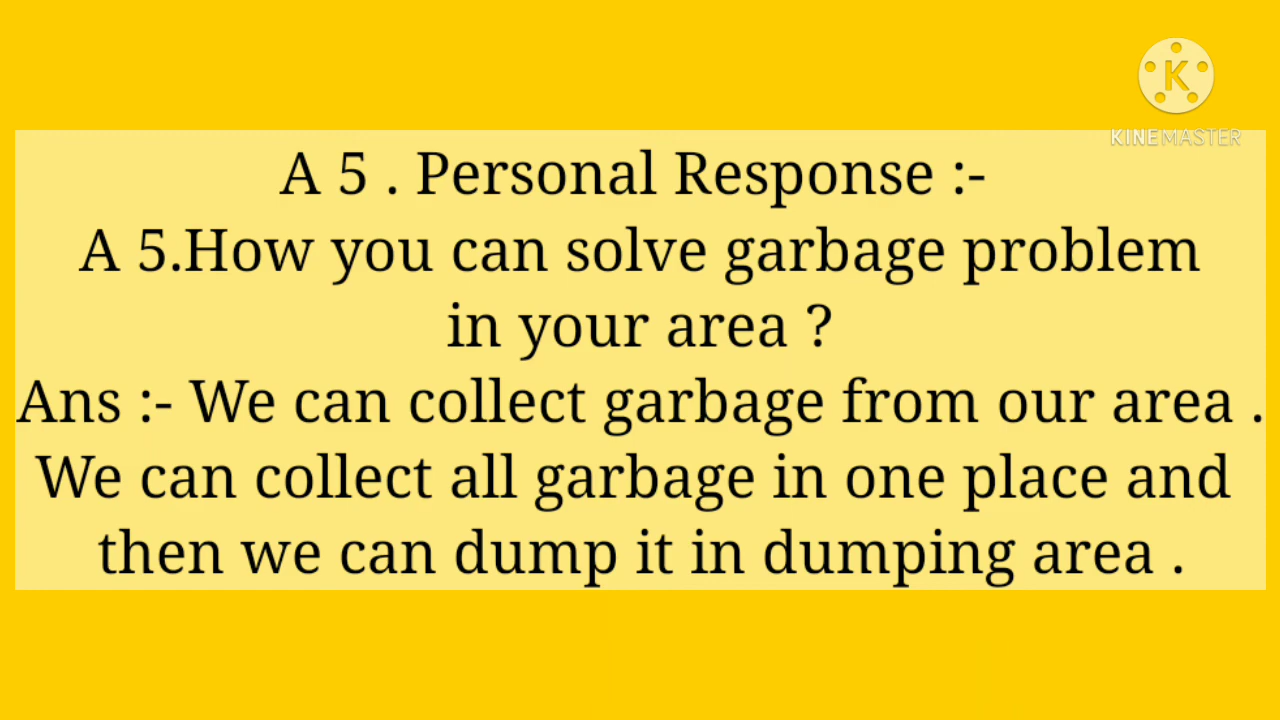 K
KINEMASTER
A 5 . Personal Response :-
A 5.How you can solve garbage problem
in your area ?
Ans :- We can collect garbage from our area .
We can collect all garbage in one place and
then we can dump it in dumping area .